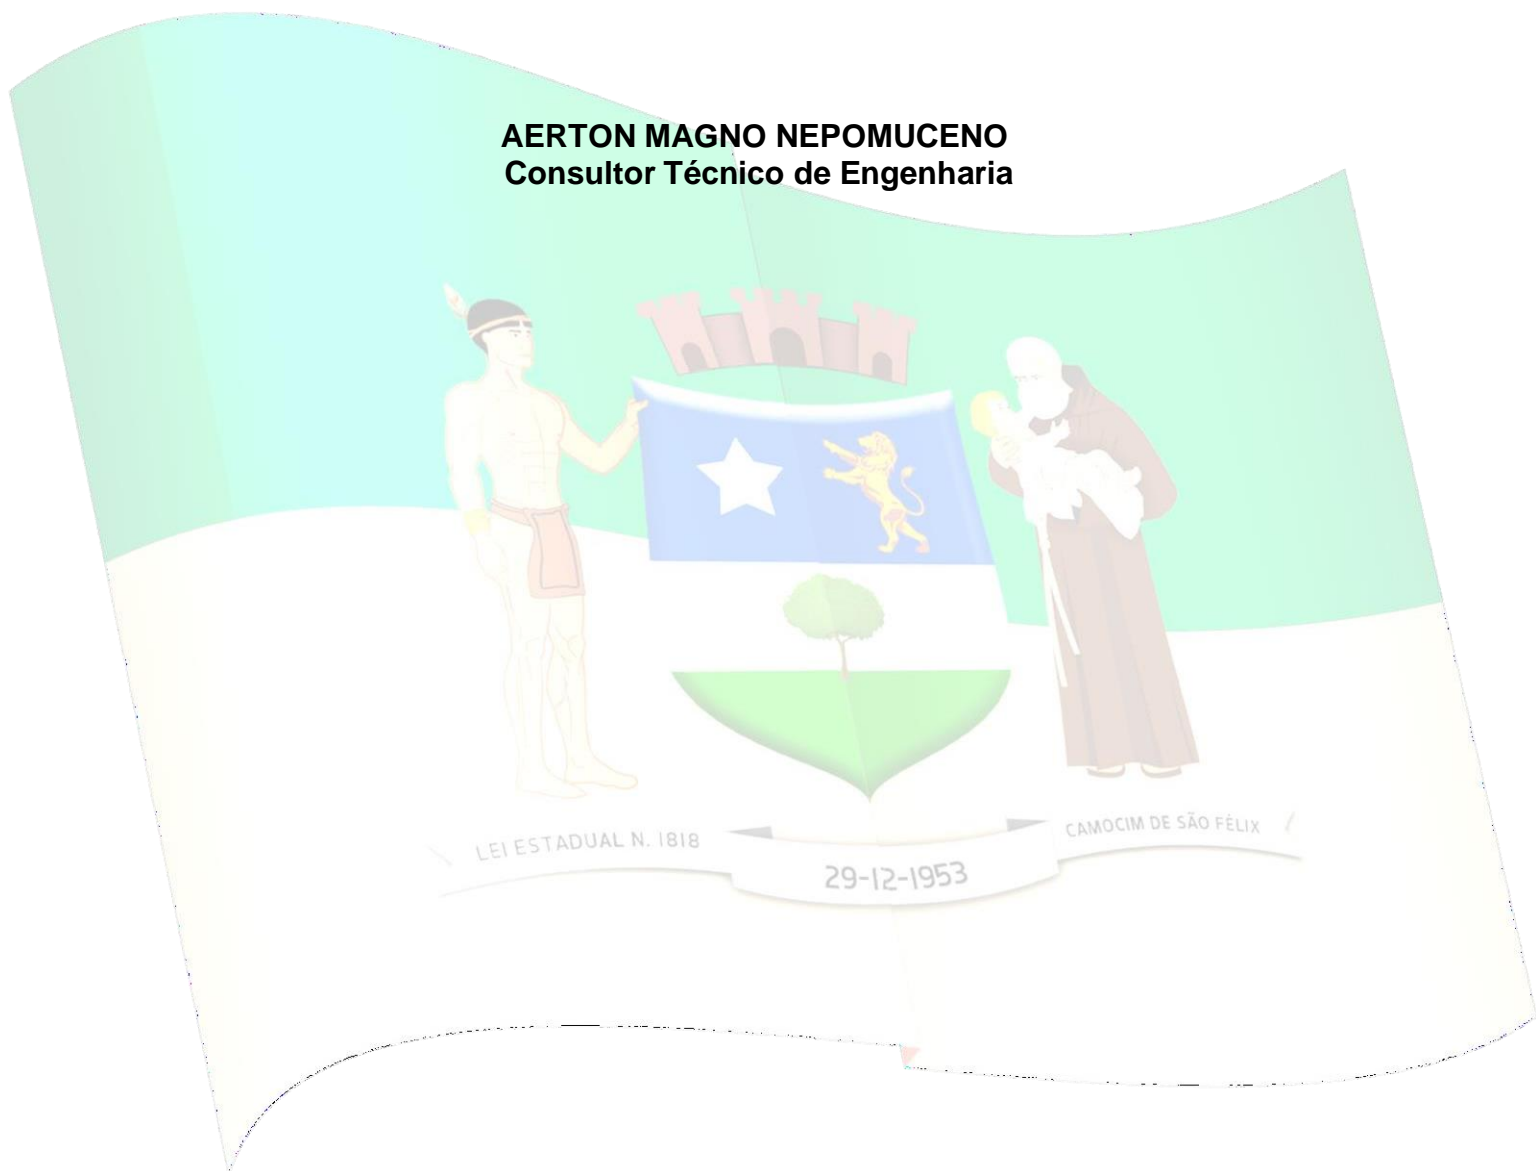 AERTON MAGNO NEPOMUCENO
Consultor Técnico de Engenharia
LEI ESTADUAL N. 1818
29-12-1953
CAMOCIM DE SÃO FÉLIX